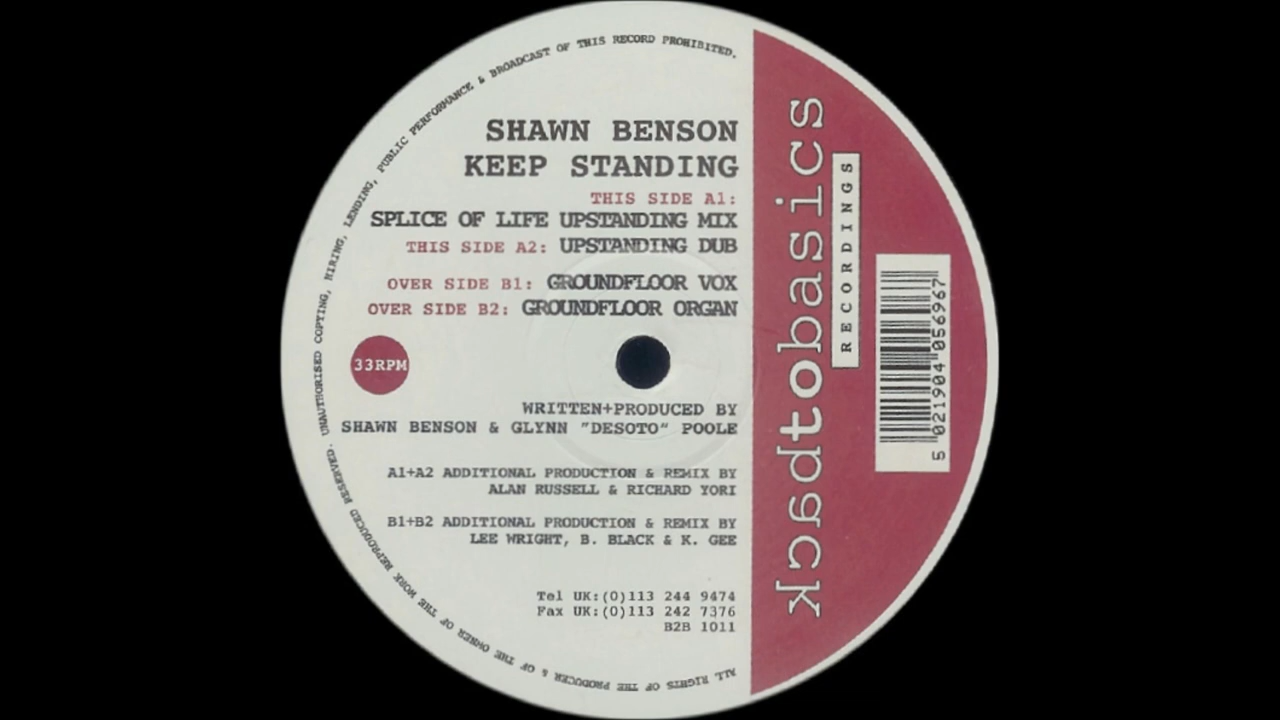 SHAWN BENSON
KEEP STANDING
THIS SIDE A1:
SPLICE OF LIFE UPSTANDING MIX
THIS SIDE A2: UPSTANDING DUB
OVER SIDE B1: GROUNDFLOOR VOX
OVER SIDE B2: GROUNDFLOOR ORGAN
33RPM
WRITTEN+PRODUCED BY
SHAWN BENSON & GLYNN "DESOTO" POOLE
A1+A2 ADDITIONAL PRODUCTION & REMIX BY
ALAN RUSSELL & RICHARD YORI
B1+B2 ADDITIONAL PRODUCTION & REMIX BY
LEE WRIGHT, B. BLACK & K. GEE
Tel UK:(0)113 244 9474
Fax UK:(0)113 242 7376
B2B 1011
ALL RIGHTS OF THE PRODUCER & OF THE OWNER OF THE WORK REPRODUCED RESERVED. UNAUTHORISED COPYING, HIRING, LENDING, PUBLIC PERFORMANCE & BROADCAST OF THIS RECORD PROHIBITED.
backtobasics
RECORDINGS
5 021904 056967